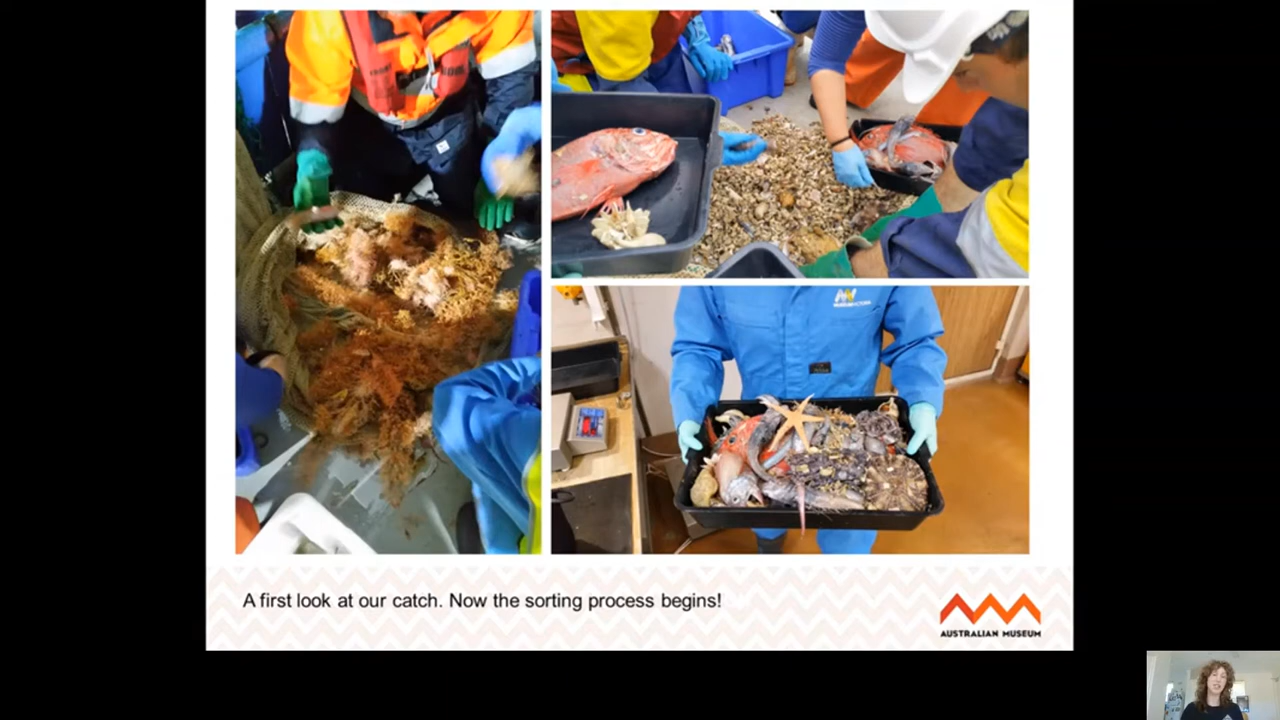 A first look at our catch. Now the sorting process begins!
AUSTRALIAN MUSEUM